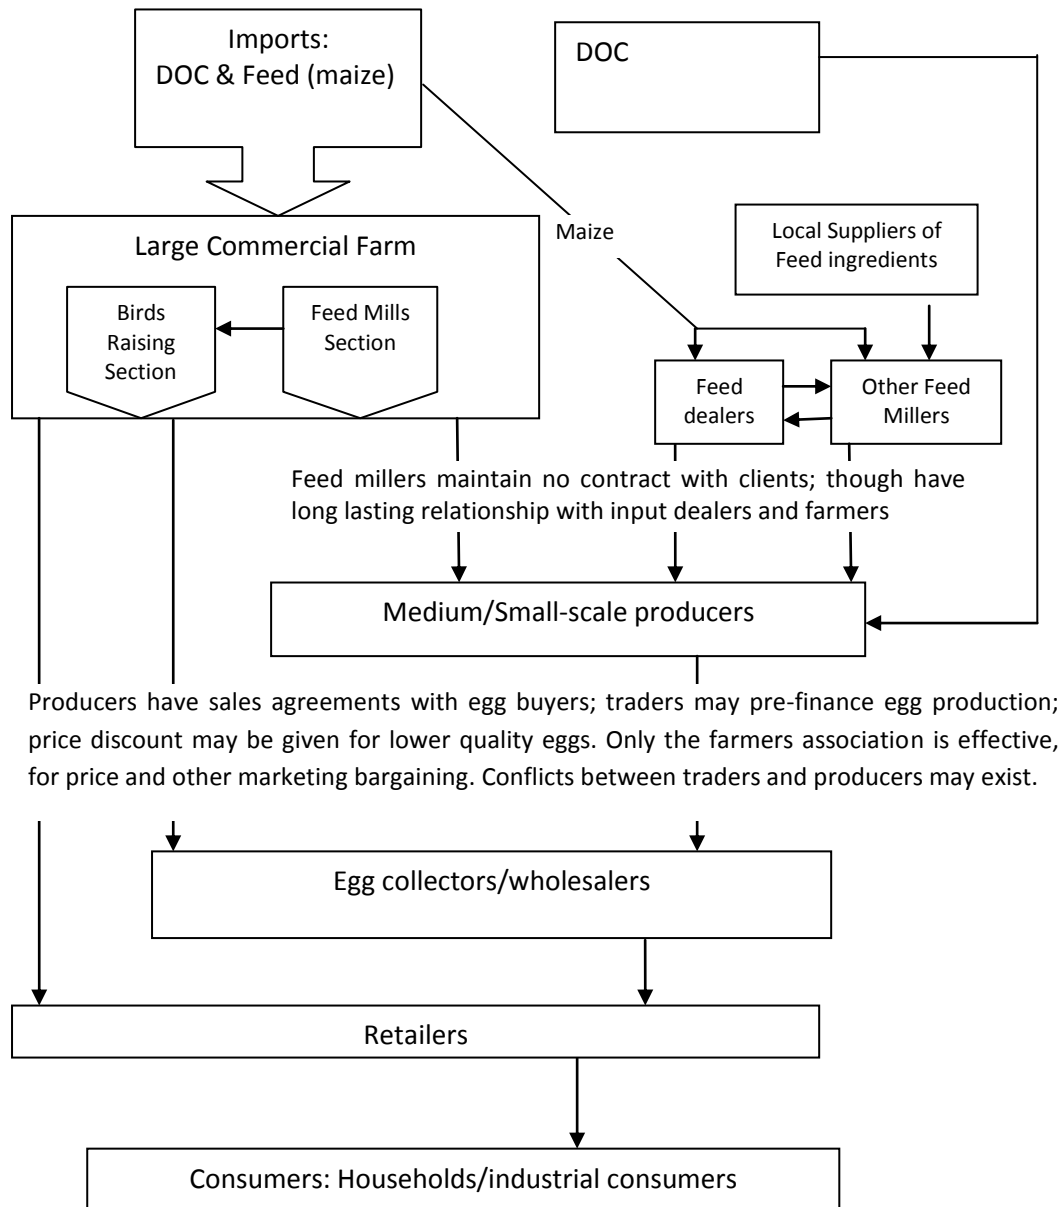 Imports:
DOC & Feed (maize)
DOC
Large Commercial Farm
Maize
Local Suppliers of
Feed ingredients
Birds
Raising
Section
Feed Mills
Section
Feed
dealers
Other Feed
Millers
Feed millers maintain no contract with clients; though have
long lasting relationship with input dealers and farmers
Medium/Small-scale producers
Producers have sales agreements with egg buyers; traders may pre-finance egg production;
price discount may be given for lower quality eggs. Only the farmers association is effective,
for price and other marketing bargaining. Conflicts between traders and producers may exist.
Egg collectors/wholesalers
Retailers
Consumers: Households/industrial consumers